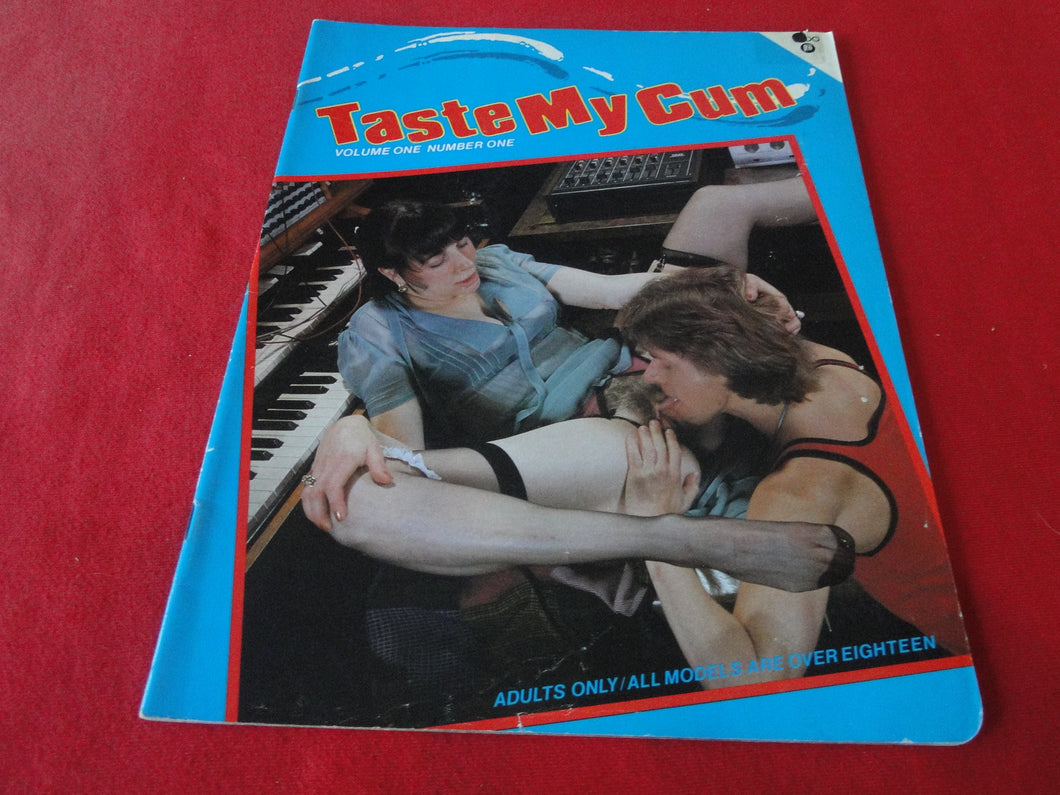 Taste My Cum
VOLUME ONE NUMBER ONE
ADULTS ONLY/ALL MODELS ARE OVER EIGHTEEN